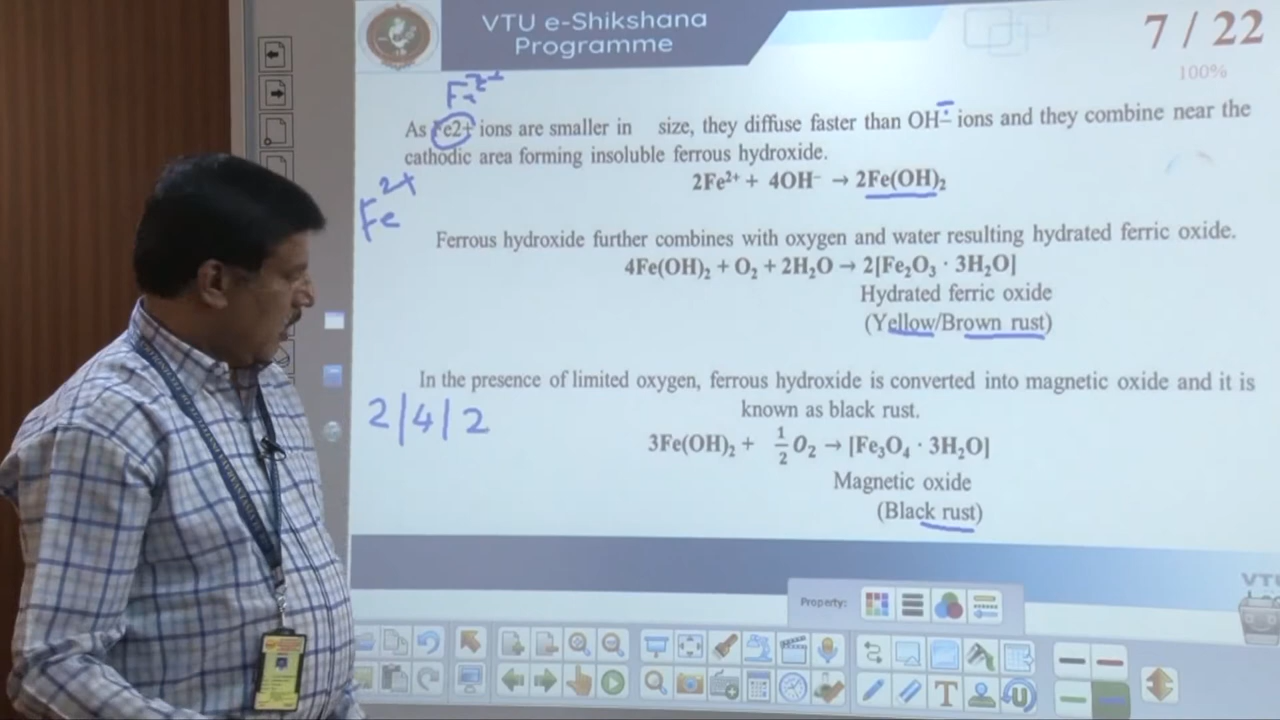 VTU e-Shikshana
Programme
7 / 22
100%
Fe2+
As Fe2+ ions are smaller in size, they diffuse faster than OH– ions and they combine near the
cathodic area forming insoluble ferrous hydroxide.
2Fe²⁺ + 4OH⁻ → 2Fe(OH)₂
Fe2+
Ferrous hydroxide further combines with oxygen and water resulting hydrated ferric oxide.
4Fe(OH)₂ + O₂ + 2H₂O → 2[Fe₂O₃ · 3H₂O]
Hydrated ferric oxide
(Yellow/Brown rust)
In the presence of limited oxygen, ferrous hydroxide is converted into magnetic oxide and it is
2/4/2
known as black rust.
3Fe(OH)₂ + ½O₂ → [Fe₃O₄ · 3H₂O]
Magnetic oxide
(Black rust)
VTU
Property:
T